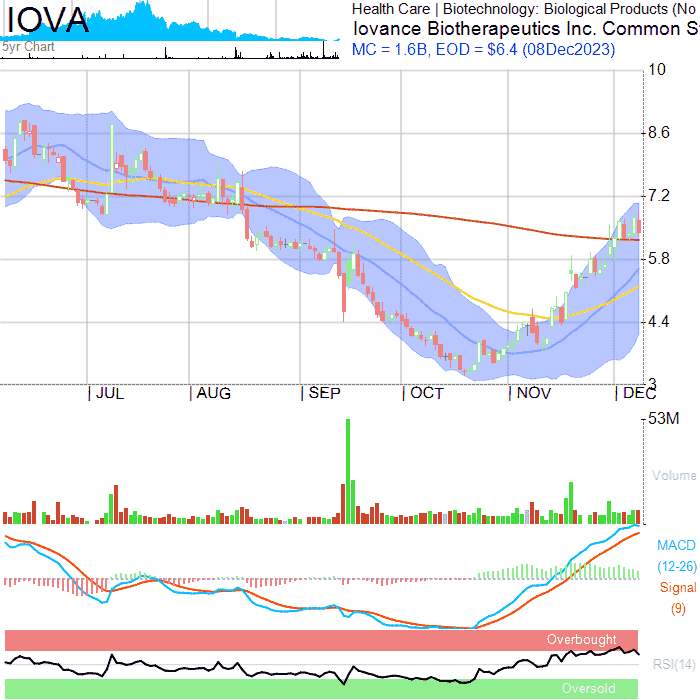 IOVA
5yr Chart
Health Care | Biotechnology: Biological Products (No
Iovance Biotherapeutics Inc. Common S
MC = 1.6B, EOD = $6.4 (08Dec2023)
10
8.6
7.2
5.8
4.4
3
JUL AUG SEP OCT NOV DEC
53M
Volume
MACD
(12-26)
Signal
(9)
Overbought
RSI(14)
Oversold